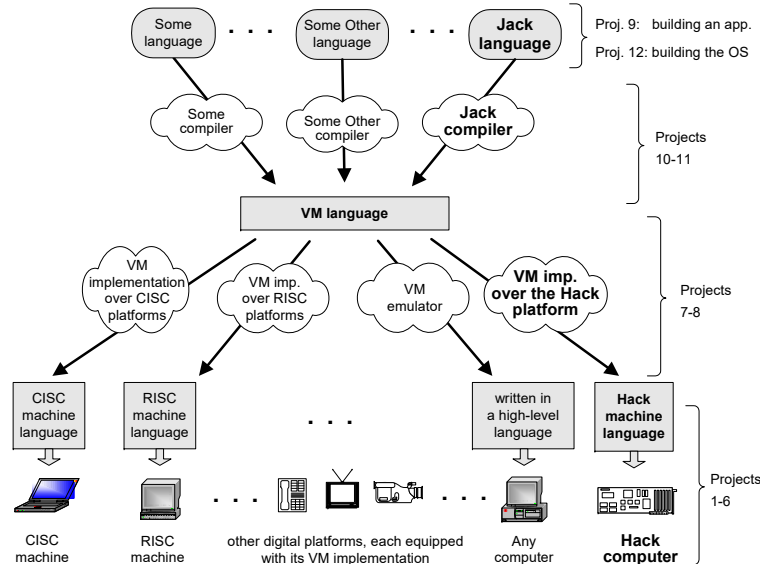 Some
language
. . .
Some Other
language
. . .
Jack
language
Proj. 9: building an app.
Proj. 12: building the OS
Some
compiler
Some Other
compiler
Jack
compiler
Projects
10-11
VM language
VM
implementation
over CISC
platforms
VM imp.
over RISC
platforms
VM
emulator
VM imp.
over the Hack
platform
Projects
7-8
CISC
machine
language
RISC
machine
language
. . .
written in
a high-level
language
Hack
machine
language
. . .
. . .
Projects
1-6
CISC
machine
RISC
machine
other digital platforms, each equipped
with its VM implementation
Any
computer
Hack
computer